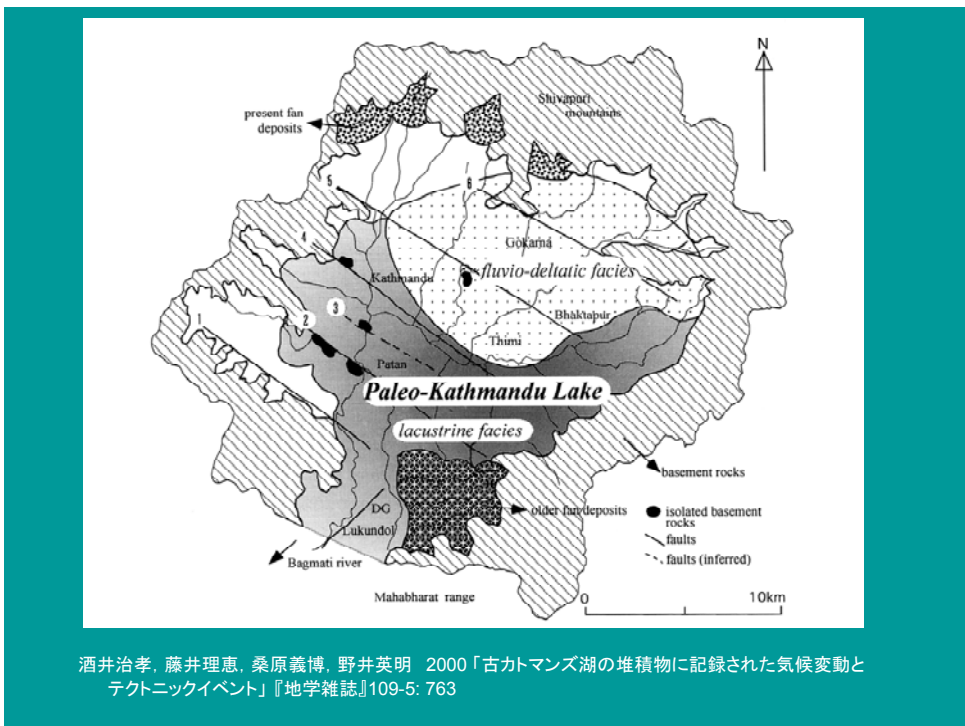 N
Shivapuri
mountains
present fan
deposits
5
6
4
Gokarna
Kathmandu
fluvio-deltatic facies
3
Bhaktapur
1
2
Thimi
Patan
Paleo-Kathmandu Lake
lacustrine facies
basement rocks
DG
older fan deposits
isolated basement
rocks
Lukundol
faults
Bagmati river
faults (inferred)
Mahabharat range
0
10km
酒井治孝, 藤井理恵, 桑原義博, 野井英明 2000 「古カトマンズ湖の堆積物に記録された気候変動と
テクトニックイベント」 『地学雑誌』109-5: 763